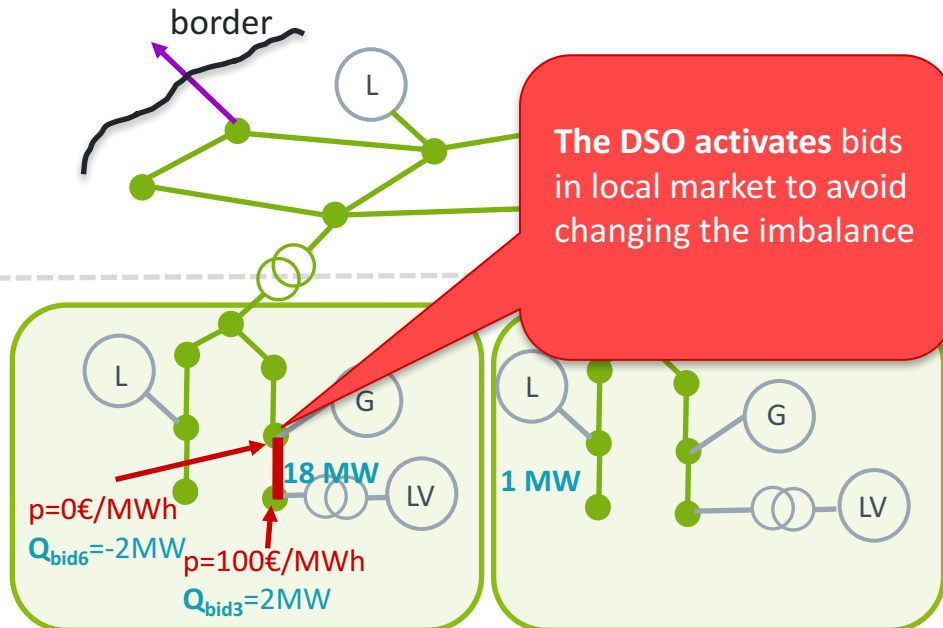 border
L
The DSO activates bids
in local market to avoid
changing the imbalance
L
G
18 MW
LV
p=0€/MWh
Qbid6=-2MW
p=100€/MWh
Qbid3=2MW
L
G
1 MW
LV